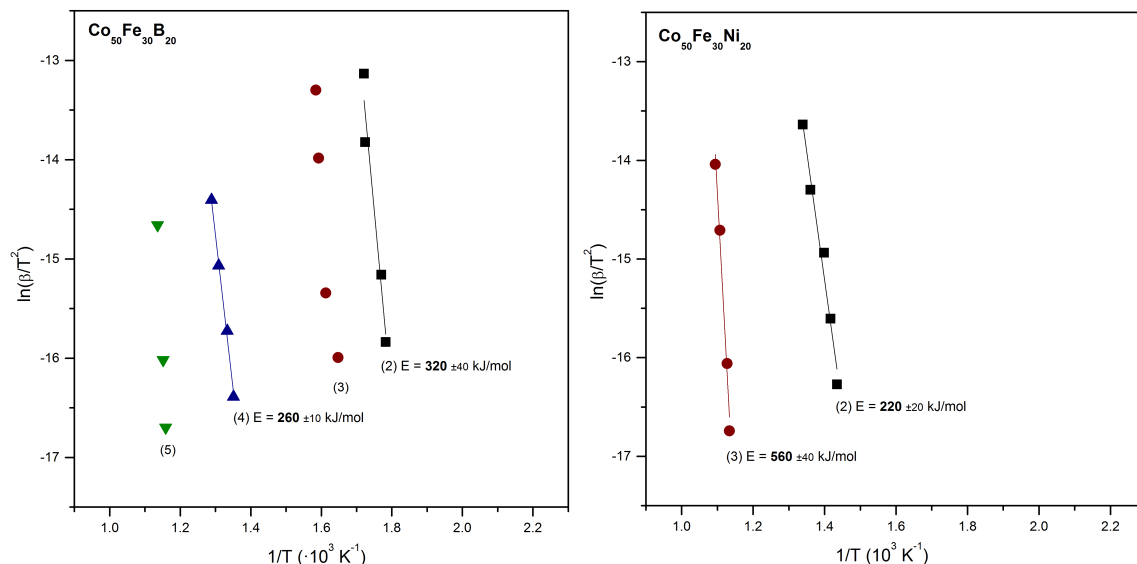 Co50Fe30B20
-13
-14
-15
-16
-17
ln(β/T2)
(2) E = 320 ±40 kJ/mol
(3)
(4) E = 260 ±10 kJ/mol
(5)
1.0 1.2 1.4 1.6 1.8 2.0 2.2
1/T (·103 K-1)
Co50Fe30Ni20
-13
-14
-15
-16
-17
ln(β/T2)
(2) E = 220 ±20 kJ/mol
(3) E = 560 ±40 kJ/mol
1.0 1.2 1.4 1.6 1.8 2.0 2.2
1/T (103 K-1)